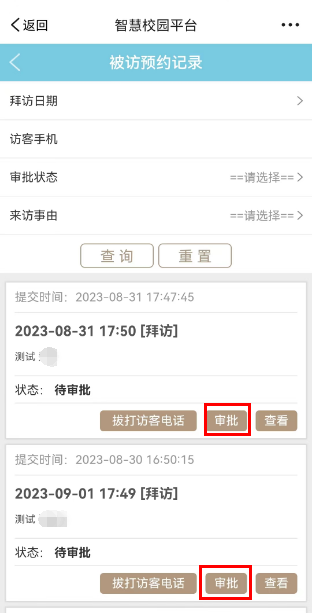 返回 智慧校园平台
被访预约记录
拜访日期
访客手机
审批状态 ==请选择==
来访事由 ==请选择==
查询 重置
提交时间：2023-08-31 17:47:45
2023-08-31 17:50 [拜访]
测试
状态： 待审批
拔打访客电话 审批 查看
提交时间：2023-08-30 16:50:15
2023-09-01 17:49 [拜访]
测试
状态： 待审批
拔打访客电话 审批 查看